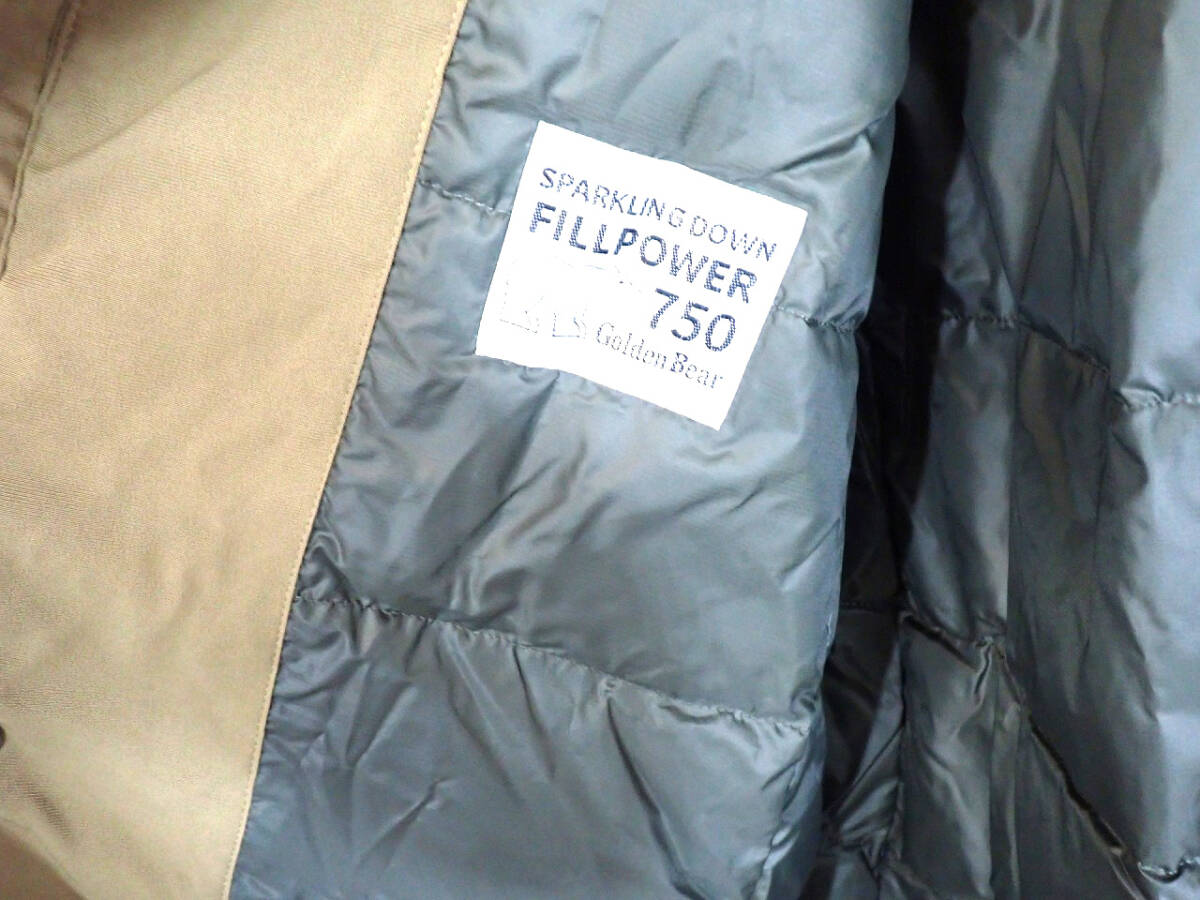 SPARKLING DOWN
FILLPOWER
750
Golden Bear